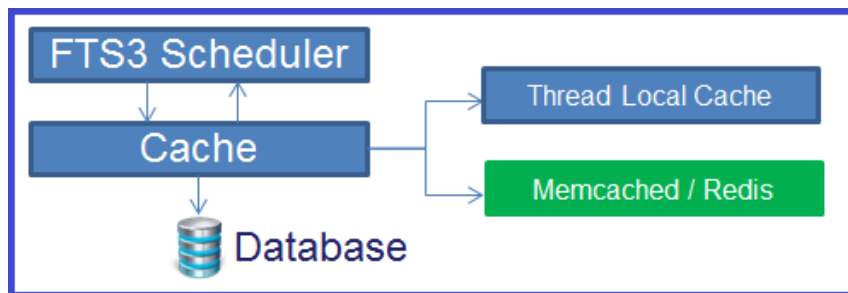 FTS3 Scheduler
Cache
Database
Thread Local Cache
Memcached / Redis